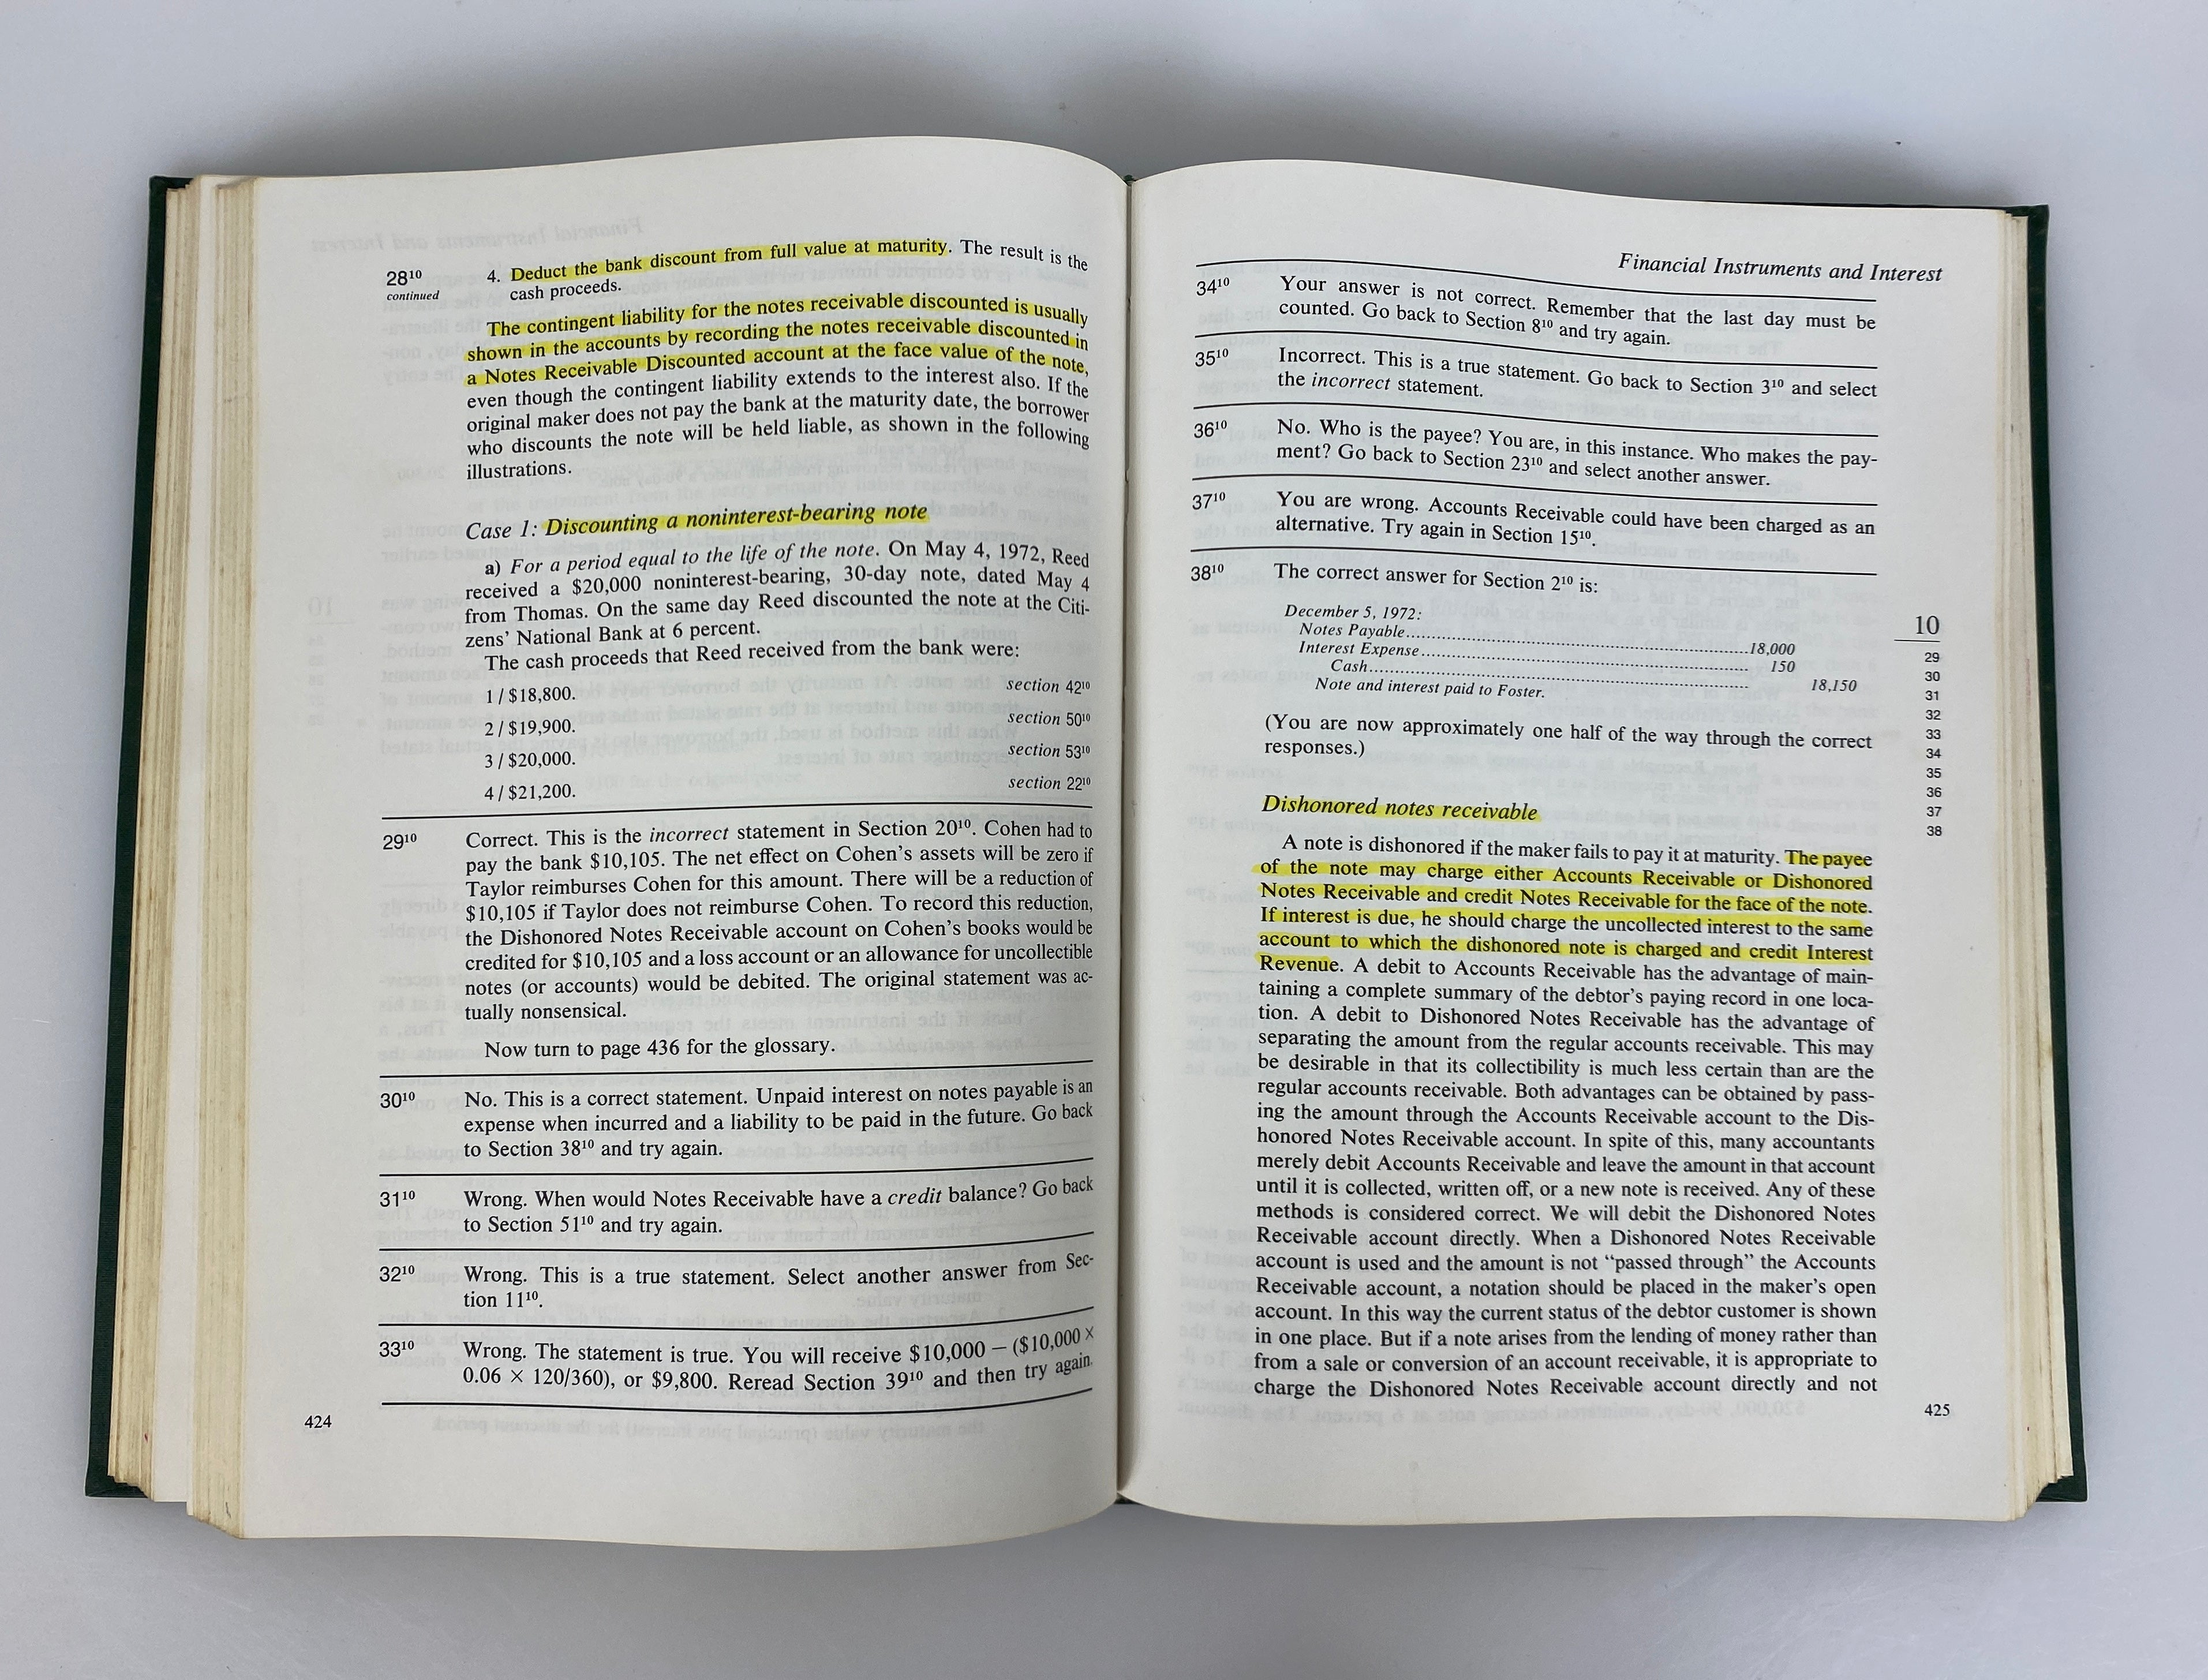 28¹⁰
continued
4. Deduct the bank discount from full value at maturity. The result is the
cash proceeds.
The contingent liability for the notes receivable discounted is usually
shown in the accounts by recording the notes receivable discounted in
a Notes Receivable Discounted account at the face value of the note,
even though the contingent liability extends to the interest also. If the
original maker does not pay the bank at the maturity date, the borrower
who discounts the note will be held liable, as shown in the following
illustrations.
Case 1: Discounting a noninterest-bearing note
a) For a period equal to the life of the note. On May 4, 1972, Reed
received a $20,000 noninterest-bearing, 30-day note, dated May 4
from Thomas. On the same day Reed discounted the note at the Citi-
zens' National Bank at 6 percent.
The cash proceeds that Reed received from the bank were:
1 / $18,800. section 42¹⁰
2 / $19,900. section 50¹⁰
3 / $20,000. section 53¹⁰
4 / $21,200. section 22¹⁰
29¹⁰ Correct. This is the incorrect statement in Section 20¹⁰. Cohen had to
pay the bank $10,105. The net effect on Cohen's assets will be zero if
Taylor reimburses Cohen for this amount. There will be a reduction of
$10,105 if Taylor does not reimburse Cohen. To record this reduction,
the Dishonored Notes Receivable account on Cohen's books would be
credited for $10,105 and a loss account or an allowance for uncollectible
notes (or accounts) would be debited. The original statement was ac-
tually nonsensical.
Now turn to page 436 for the glossary.
30¹⁰ No. This is a correct statement. Unpaid interest on notes payable is an
expense when incurred and a liability to be paid in the future. Go back
to Section 38¹⁰ and try again.
31¹⁰ Wrong. When would Notes Receivable have a credit balance? Go back
to Section 51¹⁰ and try again.
32¹⁰ Wrong. This is a true statement. Select another answer from Sec-
tion 11¹⁰.
33¹⁰ Wrong. The statement is true. You will receive $10,000 − ($10,000 ×
0.06 × 120/360), or $9,800. Reread Section 39¹⁰ and then try again.
424
Financial Instruments and Interest
34¹⁰ Your answer is not correct. Remember that the last day must be
counted. Go back to Section 8¹⁰ and try again.
35¹⁰ Incorrect. This is a true statement. Go back to Section 3¹⁰ and select
the incorrect statement.
36¹⁰ No. Who is the payee? You are, in this instance. Who makes the pay-
ment? Go back to Section 23¹⁰ and select another answer.
37¹⁰ You are wrong. Accounts Receivable could have been charged as an
alternative. Try again in Section 15¹⁰.
38¹⁰ The correct answer for Section 2¹⁰ is:
December 5, 1972:
Notes Payable.......................................................18,000
Interest Expense....................................................... 150
Cash....................................................... 18,150
Note and interest paid to Foster.
(You are now approximately one half of the way through the correct
responses.)
Dishonored notes receivable
A note is dishonored if the maker fails to pay it at maturity. The payee
of the note may charge either Accounts Receivable or Dishonored
Notes Receivable and credit Notes Receivable for the face of the note.
If interest is due, he should charge the uncollected interest to the same
account to which the dishonored note is charged and credit Interest
Revenue. A debit to Accounts Receivable has the advantage of main-
taining a complete summary of the debtor's paying record in one loca-
tion. A debit to Dishonored Notes Receivable has the advantage of
separating the amount from the regular accounts receivable. This may
be desirable in that its collectibility is much less certain than are the
regular accounts receivable. Both advantages can be obtained by pass-
ing the amount through the Accounts Receivable account to the Dis-
honored Notes Receivable account. In spite of this, many accountants
merely debit Accounts Receivable and leave the amount in that account
until it is collected, written off, or a new note is received. Any of these
methods is considered correct. We will debit the Dishonored Notes
Receivable account directly. When a Dishonored Notes Receivable
account is used and the amount is not "passed through" the Accounts
Receivable account, a notation should be placed in the maker's open
account. In this way the current status of the debtor customer is shown
in one place. But if a note arises from the lending of money rather than
from a sale or conversion of an account receivable, it is appropriate to
charge the Dishonored Notes Receivable account directly and not
10
29
30
31
32
33
34
35
36
37
38
425